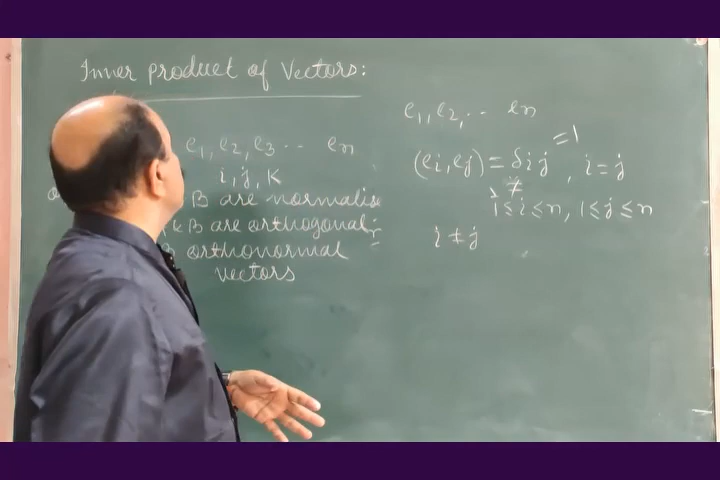 Inner product of Vectors:
e1, e2, e3 .. en
i, j, k
B are normalise
& B are orthogonal
B orthonormal
vectors
e1, e2, .. en
(ei, ej) = δij =1, i = j
≠
1 ≤ i ≤ n, 1 ≤ j ≤ n
i ≠ j